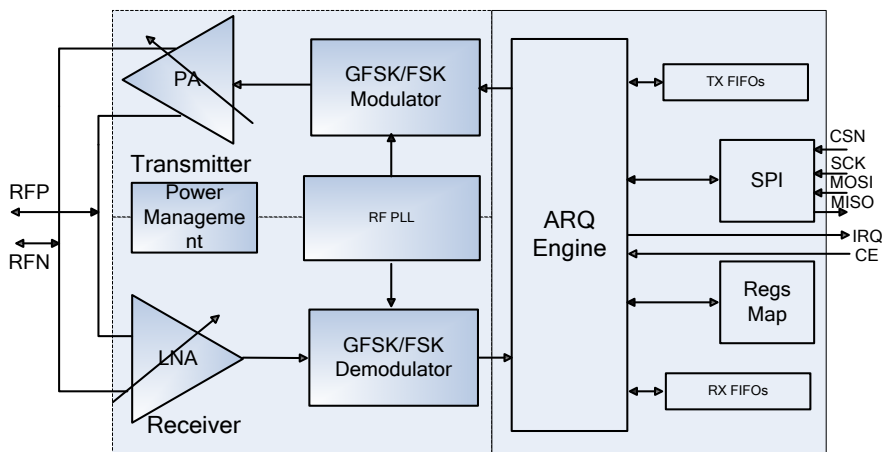 PA
GFSK/FSK
Modulator
TX FIFOs
CSN
SCK
MOSI
MISO
SPI
Transmitter
Power
Manageme
nt
RF PLL
RFP
RFN
ARQ
Engine
IRQ
CE
Regs
Map
LNA
GFSK/FSK
Demodulator
RX FIFOs
Receiver